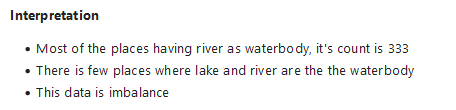 Interpretation
• Most of the places having river as waterbody, it's count is 333
• There is few places where lake and river are the the waterbody
• This data is imbalance